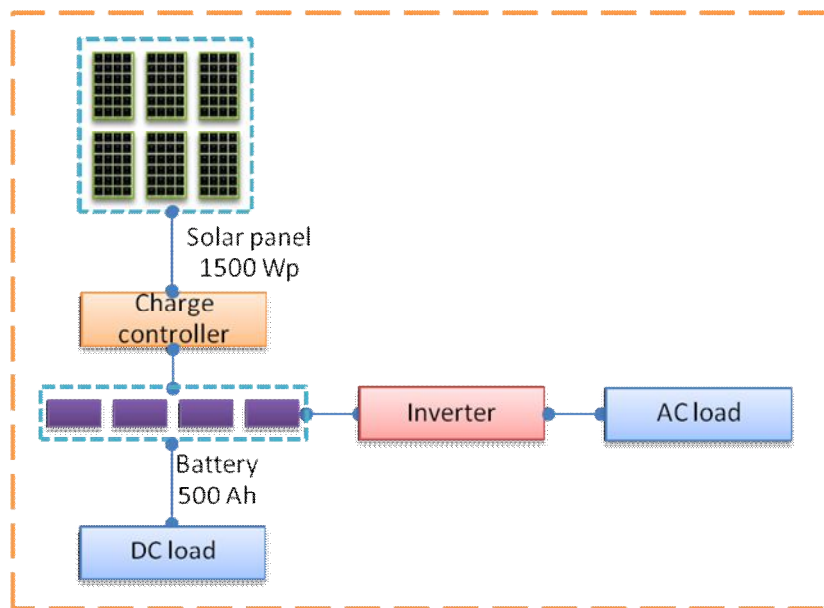 Solar panel
1500 Wp
Charge
controller
Inverter
AC load
Battery
500 Ah
DC load